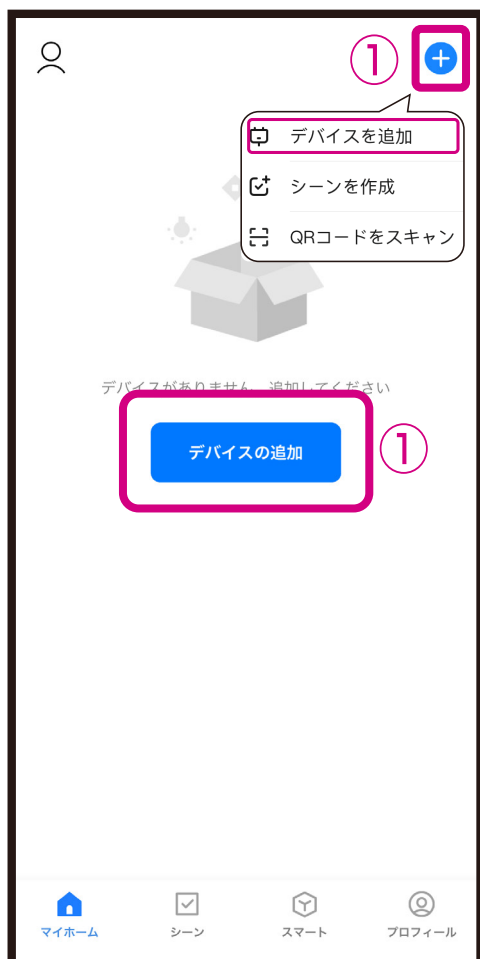 ①
デバイスを追加
シーンを作成
QRコードをスキャン
デバイスがありません、追加してください
デバイスの追加
①
マイホーム
シーン
スマート
プロフィール